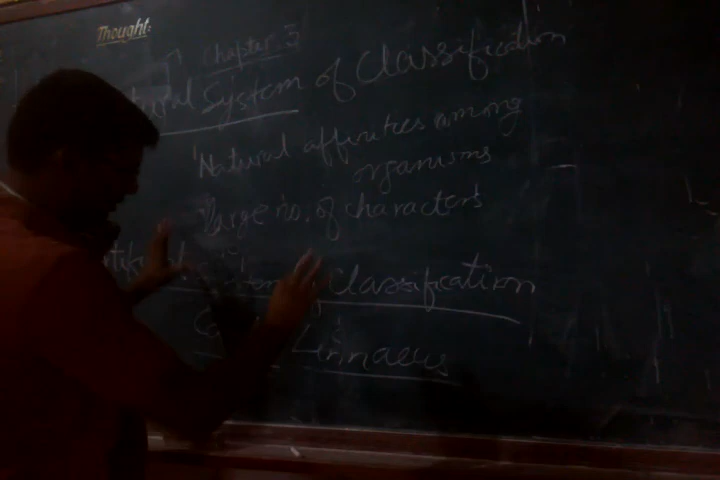 Thought:
Chapter. 3
System of Classification
Natural affinities among
organisms
large no. of characters
Classification
Linnaeus